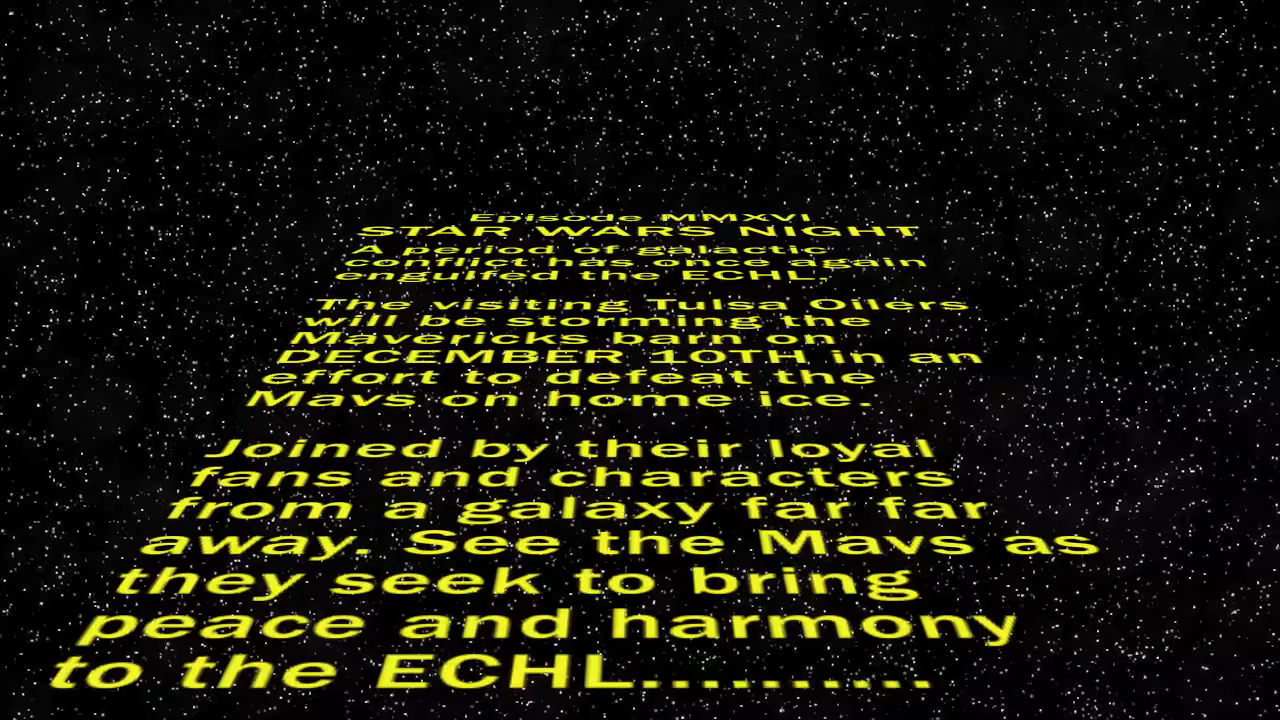 Episode MMXVI
STAR WARS NIGHT
A period of galactic
conflict has once again
engulfed the ECHL.
The visiting Tulsa Oilers
will be storming the
Mavericks barn on
DECEMBER 10TH in an
effort to defeat the
Mavs on home ice.
Joined by their loyal
fans and characters
from a galaxy far far
away. See the Mavs as
they seek to bring
peace and harmony
to the ECHL..........